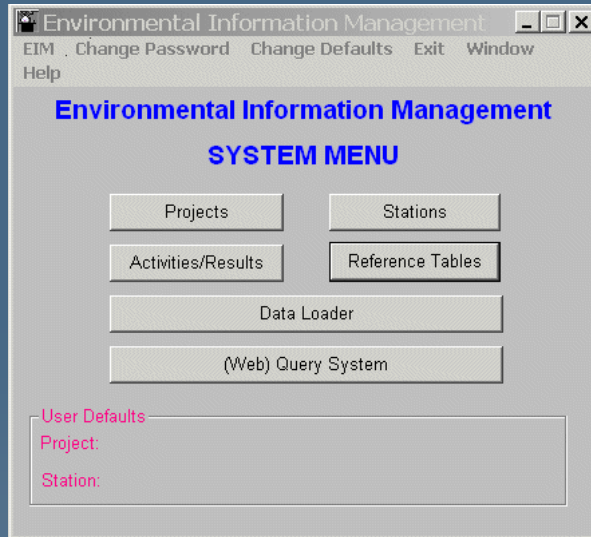 Environmental Information Management
EIM Change Password Change Defaults Exit Window
Help
Environmental Information Management
SYSTEM MENU
Projects Stations
Activities/Results Reference Tables
Data Loader
(Web) Query System
User Defaults
Project:
Station: